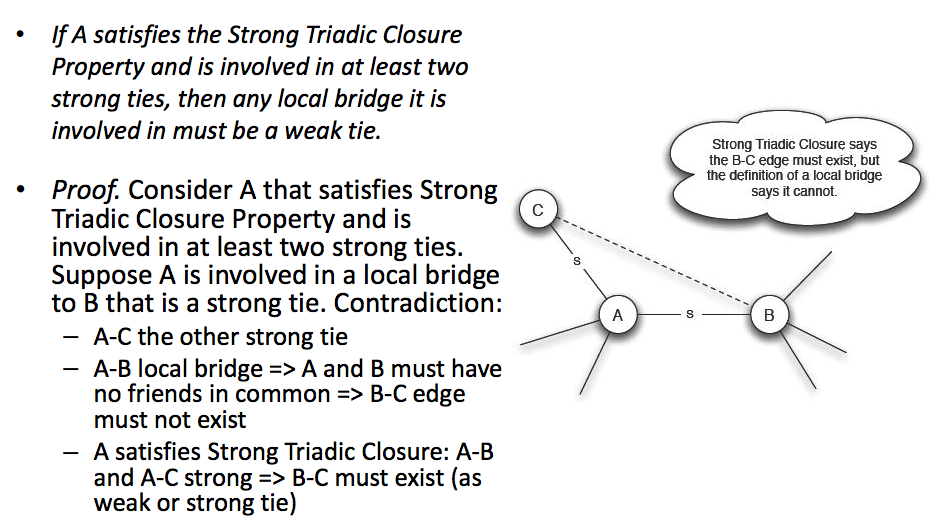 • If A satisfies the Strong Triadic Closure
Property and is involved in at least two
strong ties, then any local bridge it is
involved in must be a weak tie.
• Proof. Consider A that satisfies Strong
Triadic Closure Property and is
involved in at least two strong ties.
Suppose A is involved in a local bridge
to B that is a strong tie. Contradiction:
– A-C the other strong tie
– A-B local bridge => A and B must have
no friends in common => B-C edge
must not exist
– A satisfies Strong Triadic Closure: A-B
and A-C strong => B-C must exist (as
weak or strong tie)
Strong Triadic Closure says
the B-C edge must exist, but
the definition of a local bridge
says it cannot.
C
S
A
S
B